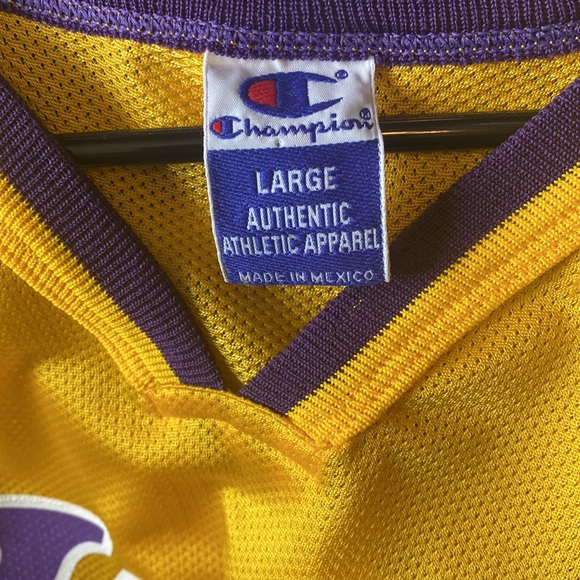 Champion
LARGE
AUTHENTIC
ATHLETIC APPAREL
MADE IN MEXICO